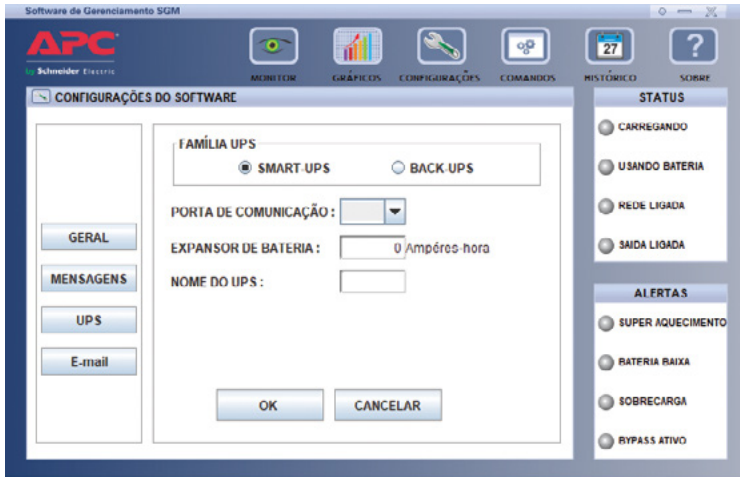 Software de Gerenciamento SGM
APC
by Schneider Electric
MONITOR
GRÁFICOS
CONFIGURAÇÕES
COMANDOS
27
HISTÓRICO
?
SOBRE
CONFIGURAÇÕES DO SOFTWARE
GERAL
MENSAGENS
UPS
E-mail
FAMÍLIA UPS
SMART-UPS
BACK-UPS
PORTA DE COMUNICAÇÃO :
EXPANSOR DE BATERIA : 0 Ampéres-hora
NOME DO UPS :
OK
CANCELAR
STATUS
CARREGANDO
USANDO BATERIA
REDE LIGADA
SAIDA LIGADA
ALERTAS
SUPER AQUECIMENTO
BATERIA BAIXA
SOBRECARGA
BYPASS ATIVO